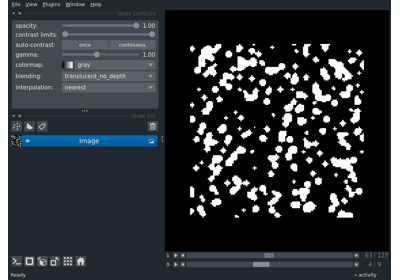 File View Plugins Window Help
layer controls
opacity: 1.00
contrast limits:
auto-contrast: once continuous
gamma: 1.00
colormap: gray
blending: translucent_no_depth
interpolation: nearest
layer list
Image
1 63 127
0 4 9
Ready activity